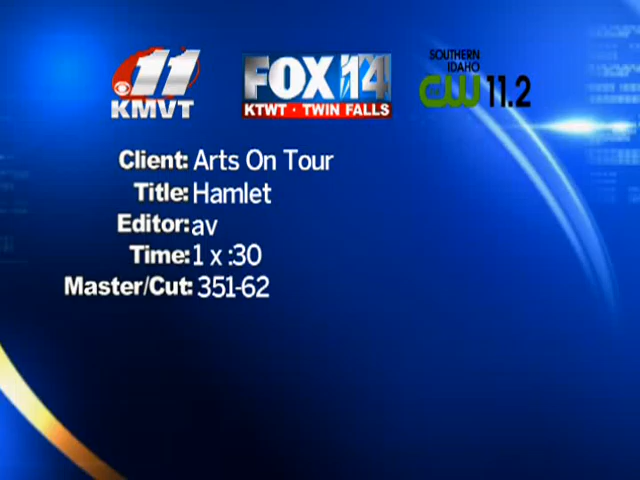 11
KMVT
FOX 14
KTWT · TWIN FALLS
SOUTHERN
IDAHO
CW 11.2
Client: Arts On Tour
Title: Hamlet
Editor: av
Time: 1 x :30
Master/Cut: 351-62